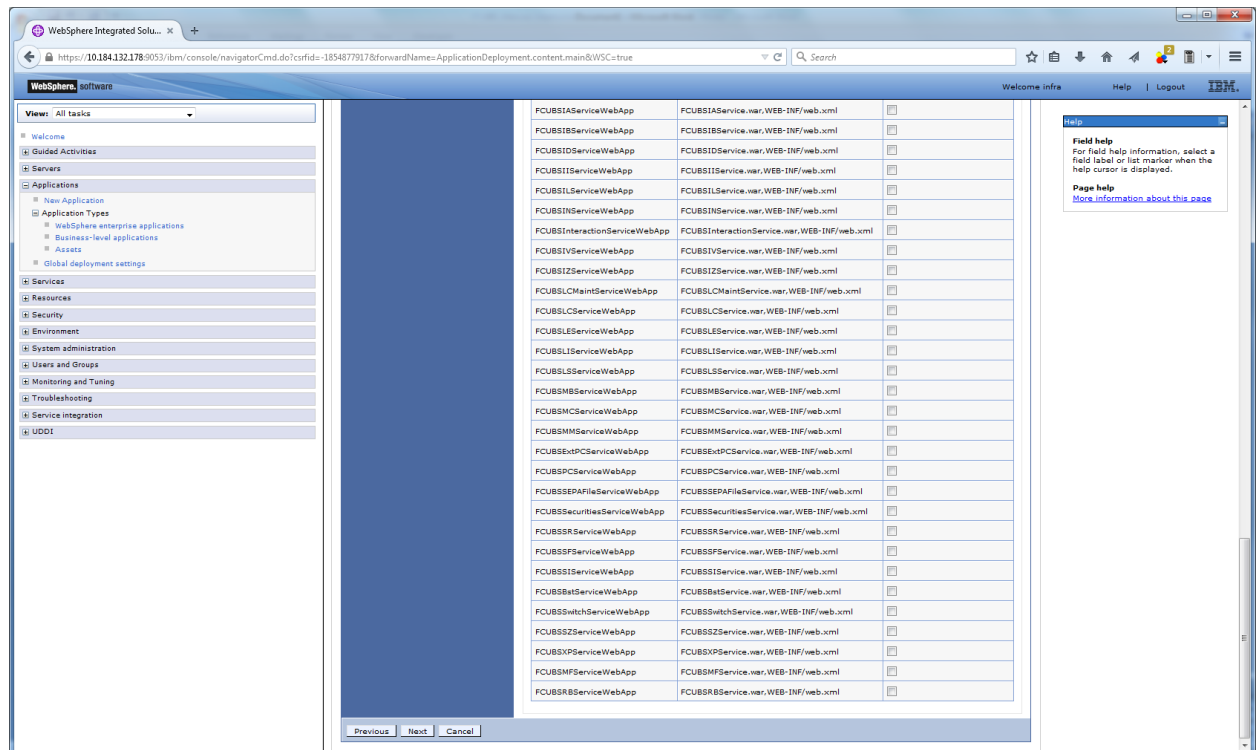 WebSphere Integrated Solu... × +
https://10.184.132.178:9053/ibm/console/navigatorCmd.do?csrfid=-1854877917&forwardName=ApplicationDeployment.content.main&WSC=true
Search
2
WebSphere. software
Welcome infra
Help | Logout
IBM.
View: All tasks
Welcome
Guided Activities
Servers
Applications
New Application
Application Types
WebSphere enterprise applications
Business-level applications
Assets
Global deployment settings
Services
Resources
Security
Environment
System administration
Users and Groups
Monitoring and Tuning
Troubleshooting
Service integration
UDDI
FCUBSIAServiceWebApp FCUBSIAService.war,WEB-INF/web.xml
FCUBSIBServiceWebApp FCUBSIBService.war,WEB-INF/web.xml
FCUBSIDServiceWebApp FCUBSIDService.war,WEB-INF/web.xml
FCUBSIIServiceWebApp FCUBSIIService.war,WEB-INF/web.xml
FCUBSILServiceWebApp FCUBSILService.war,WEB-INF/web.xml
FCUBSINServiceWebApp FCUBSINService.war,WEB-INF/web.xml
FCUBSInteractionServiceWebApp FCUBSInteractionService.war,WEB-INF/web.xml
FCUBSIVServiceWebApp FCUBSIVService.war,WEB-INF/web.xml
FCUBSIZServiceWebApp FCUBSIZService.war,WEB-INF/web.xml
FCUBSLCMaintServiceWebApp FCUBSLCMaintService.war,WEB-INF/web.xml
FCUBSLCServiceWebApp FCUBSLCService.war,WEB-INF/web.xml
FCUBSLEServiceWebApp FCUBSLEService.war,WEB-INF/web.xml
FCUBSLIServiceWebApp FCUBSLIService.war,WEB-INF/web.xml
FCUBSLSServiceWebApp FCUBSLSService.war,WEB-INF/web.xml
FCUBSMBServiceWebApp FCUBSMBService.war,WEB-INF/web.xml
FCUBSMCServiceWebApp FCUBSMCService.war,WEB-INF/web.xml
FCUBSMMServiceWebApp FCUBSMMService.war,WEB-INF/web.xml
FCUBSExtPCServiceWebApp FCUBSExtPCService.war,WEB-INF/web.xml
FCUBSPCServiceWebApp FCUBSPCService.war,WEB-INF/web.xml
FCUBSSEPAFileServiceWebApp FCUBSSEPAFileService.war,WEB-INF/web.xml
FCUBSSecuritiesServiceWebApp FCUBSSecuritiesService.war,WEB-INF/web.xml
FCUBSSRServiceWebApp FCUBSSRService.war,WEB-INF/web.xml
FCUBSSFServiceWebApp FCUBSSFService.war,WEB-INF/web.xml
FCUBSSIServiceWebApp FCUBSSIService.war,WEB-INF/web.xml
FCUBSBstServiceWebApp FCUBSBstService.war,WEB-INF/web.xml
FCUBSSwitchServiceWebApp FCUBSSwitchService.war,WEB-INF/web.xml
FCUBSSZServiceWebApp FCUBSSZService.war,WEB-INF/web.xml
FCUBSXPServiceWebApp FCUBSXPService.war,WEB-INF/web.xml
FCUBSMFServiceWebApp FCUBSMFService.war,WEB-INF/web.xml
FCUBSRBServiceWebApp FCUBSRBService.war,WEB-INF/web.xml
Previous Next Cancel
Help
Field help
For field help information, select a
field label or list marker when the
help cursor is displayed.
Page help
More information about this page